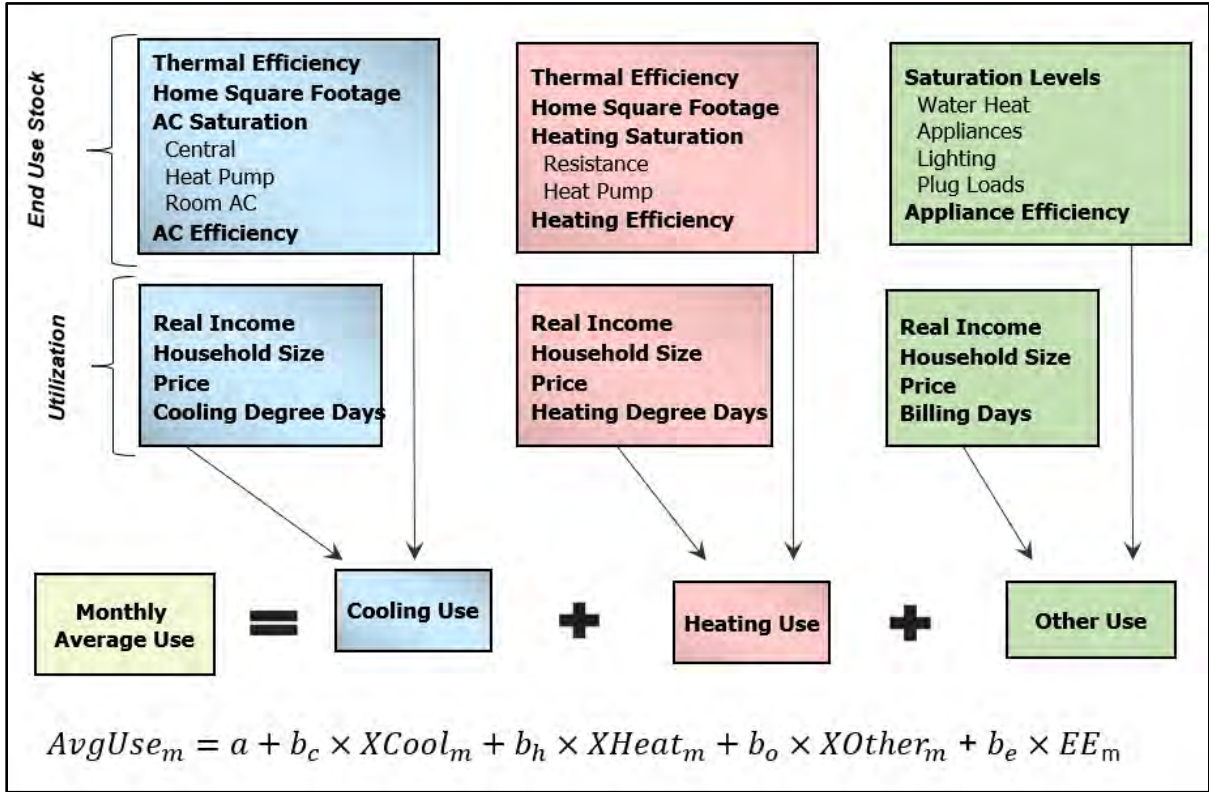 End Use Stock
Thermal Efficiency
Home Square Footage
AC Saturation
Central
Heat Pump
Room AC
AC Efficiency
Thermal Efficiency
Home Square Footage
Heating Saturation
Resistance
Heat Pump
Heating Efficiency
Saturation Levels
Water Heat
Appliances
Lighting
Plug Loads
Appliance Efficiency
Utilization
Real Income
Household Size
Price
Cooling Degree Days
Real Income
Household Size
Price
Heating Degree Days
Real Income
Household Size
Price
Billing Days
Monthly
Average Use
=
Cooling Use
+
Heating Use
+
Other Use
AvgUse_m = a + b_c × XCool_m + b_h × XHeat_m + b_o × XOther_m + b_e × EE_m